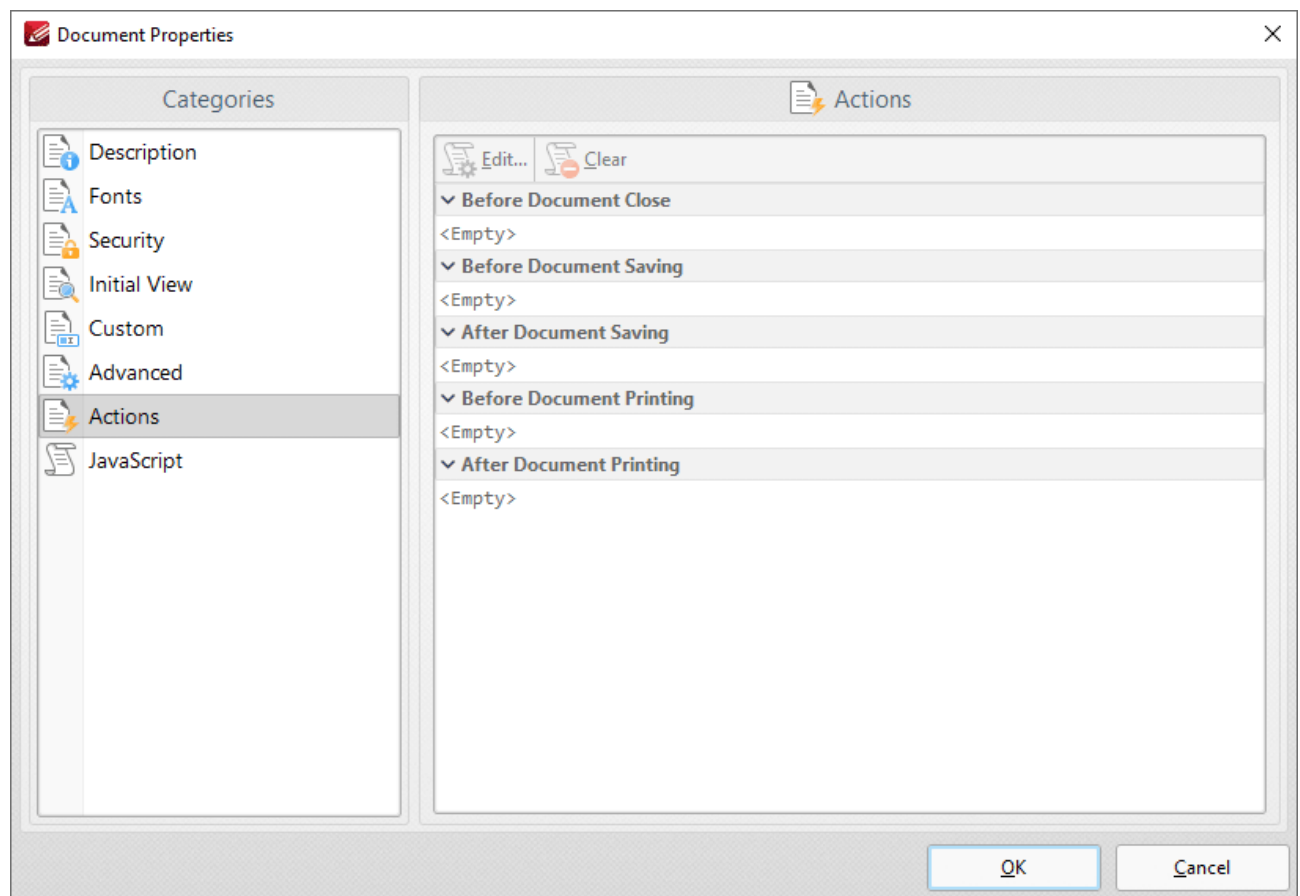 Document Properties
Categories
Description
Fonts
Security
Initial View
Custom
Advanced
Actions
JavaScript
Actions
Edit... Clear
Before Document Close
<Empty>
Before Document Saving
<Empty>
After Document Saving
<Empty>
Before Document Printing
<Empty>
After Document Printing
<Empty>
OK Cancel